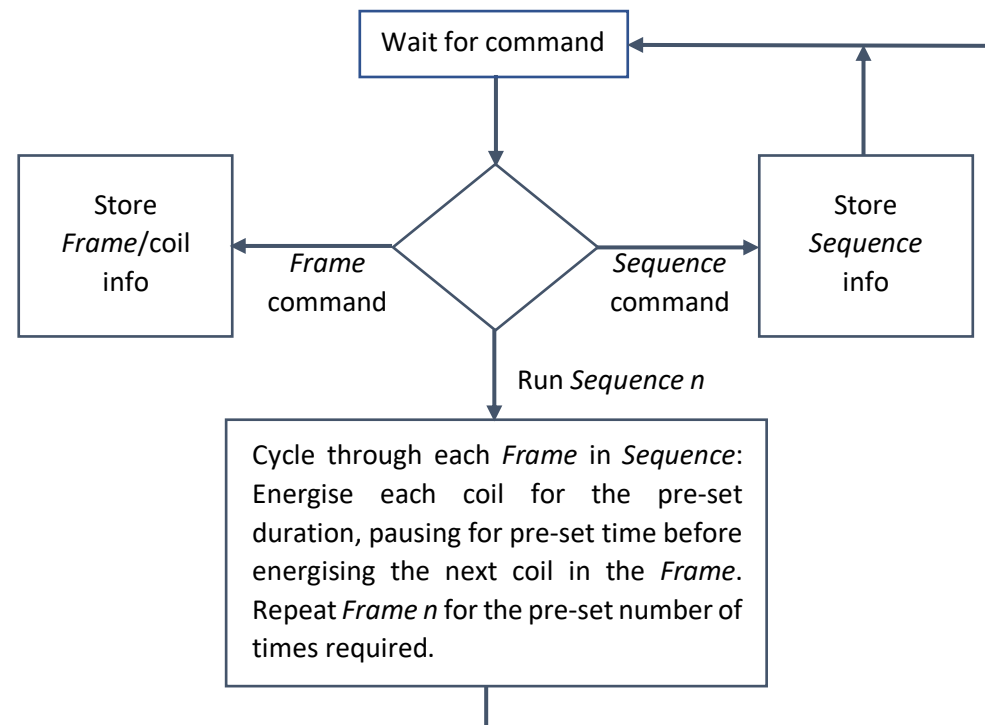 Wait for command
Store
Frame/coil
info
Frame
command
Sequence
command
Store
Sequence
info
Run Sequence n
Cycle through each Frame in Sequence:
Energise each coil for the pre-set
duration, pausing for pre-set time before
energising the next coil in the Frame.
Repeat Frame n for the pre-set number of
times required.